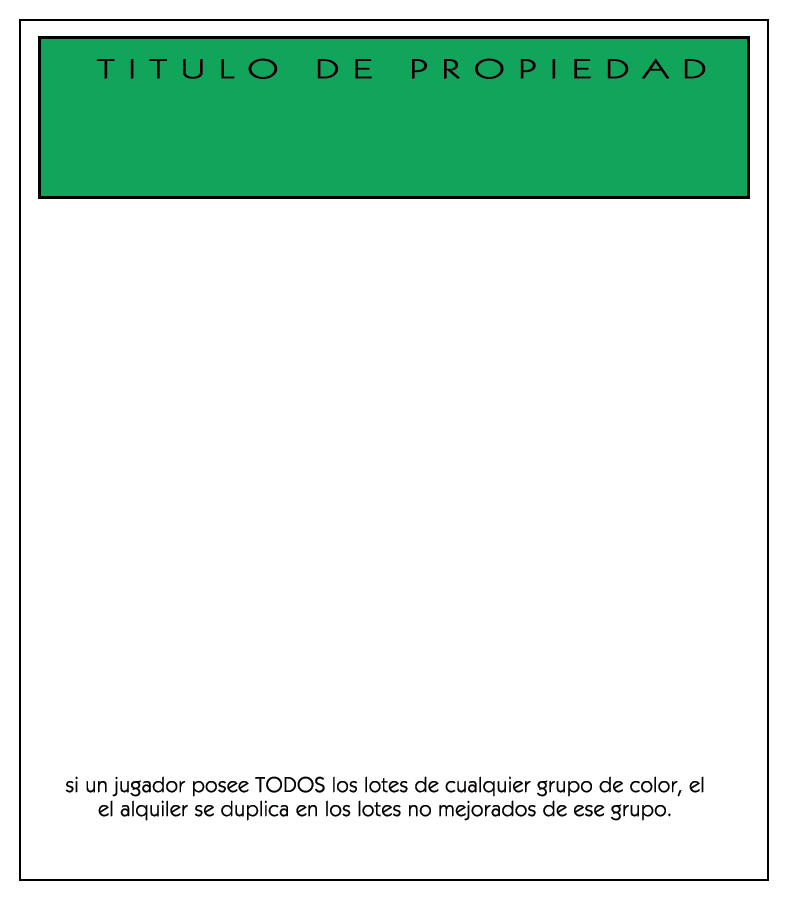 TITULO DE PROPIEDAD
si un jugador posee TODOS los lotes de cualquier grupo de color, el
el alquiler se duplica en los lotes no mejorados de ese grupo.